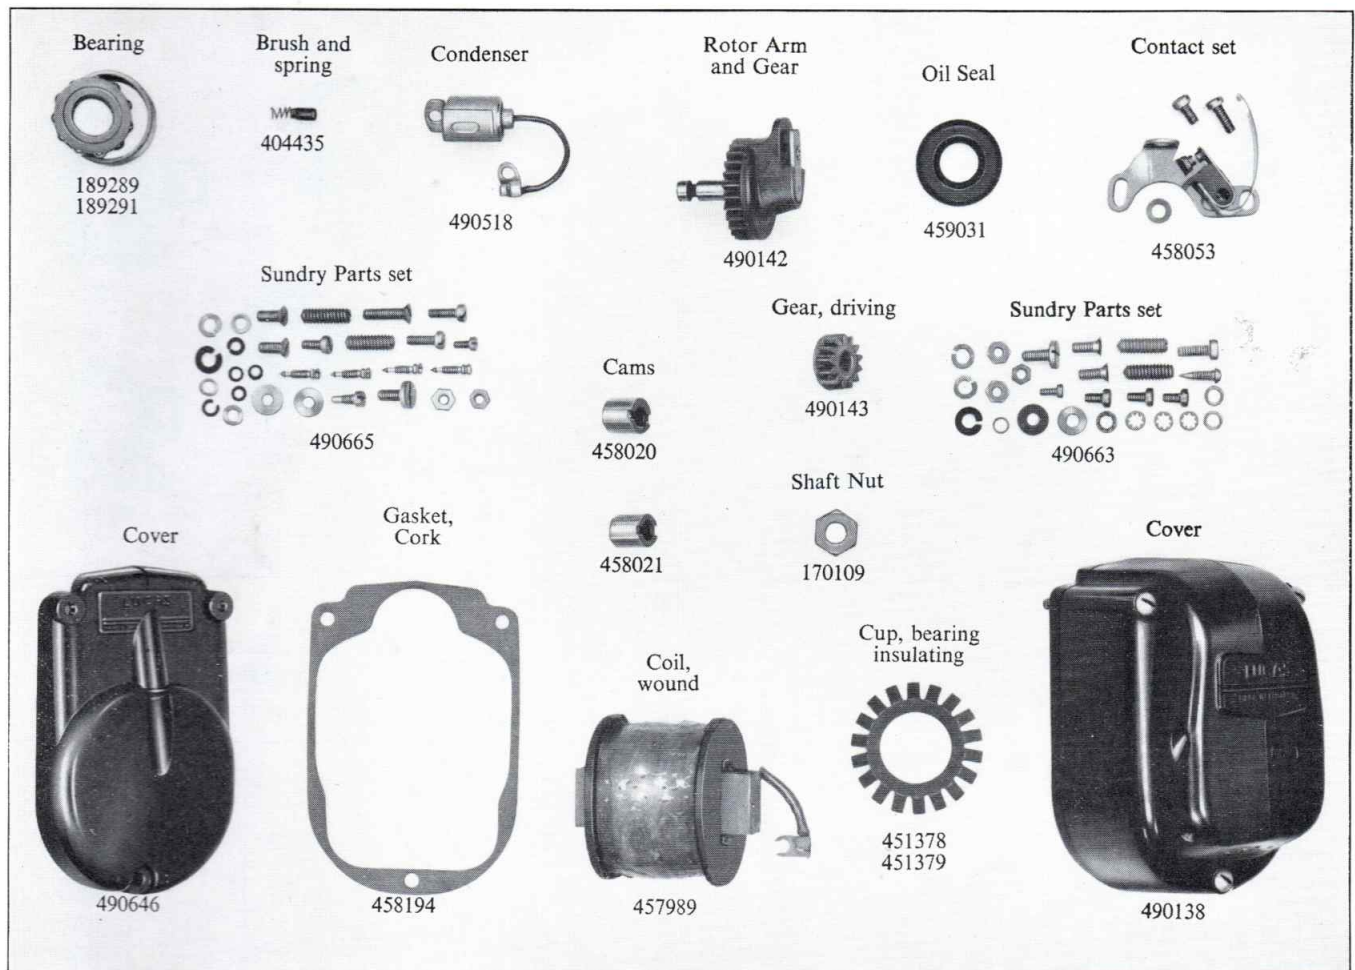 Bearing
189289
189291
Brush and
spring
404435
Condenser
490518
Rotor Arm
and Gear
490142
Oil Seal
459031
Contact set
458053
Sundry Parts set
490665
Cams
458020
458021
Gear, driving
490143
Shaft Nut
170109
Sundry Parts set
490663
Cover
LUCAS
490646
Gasket,
Cork
458194
Coil,
wound
457989
Cup, bearing
insulating
451378
451379
Cover
LUCAS
490138